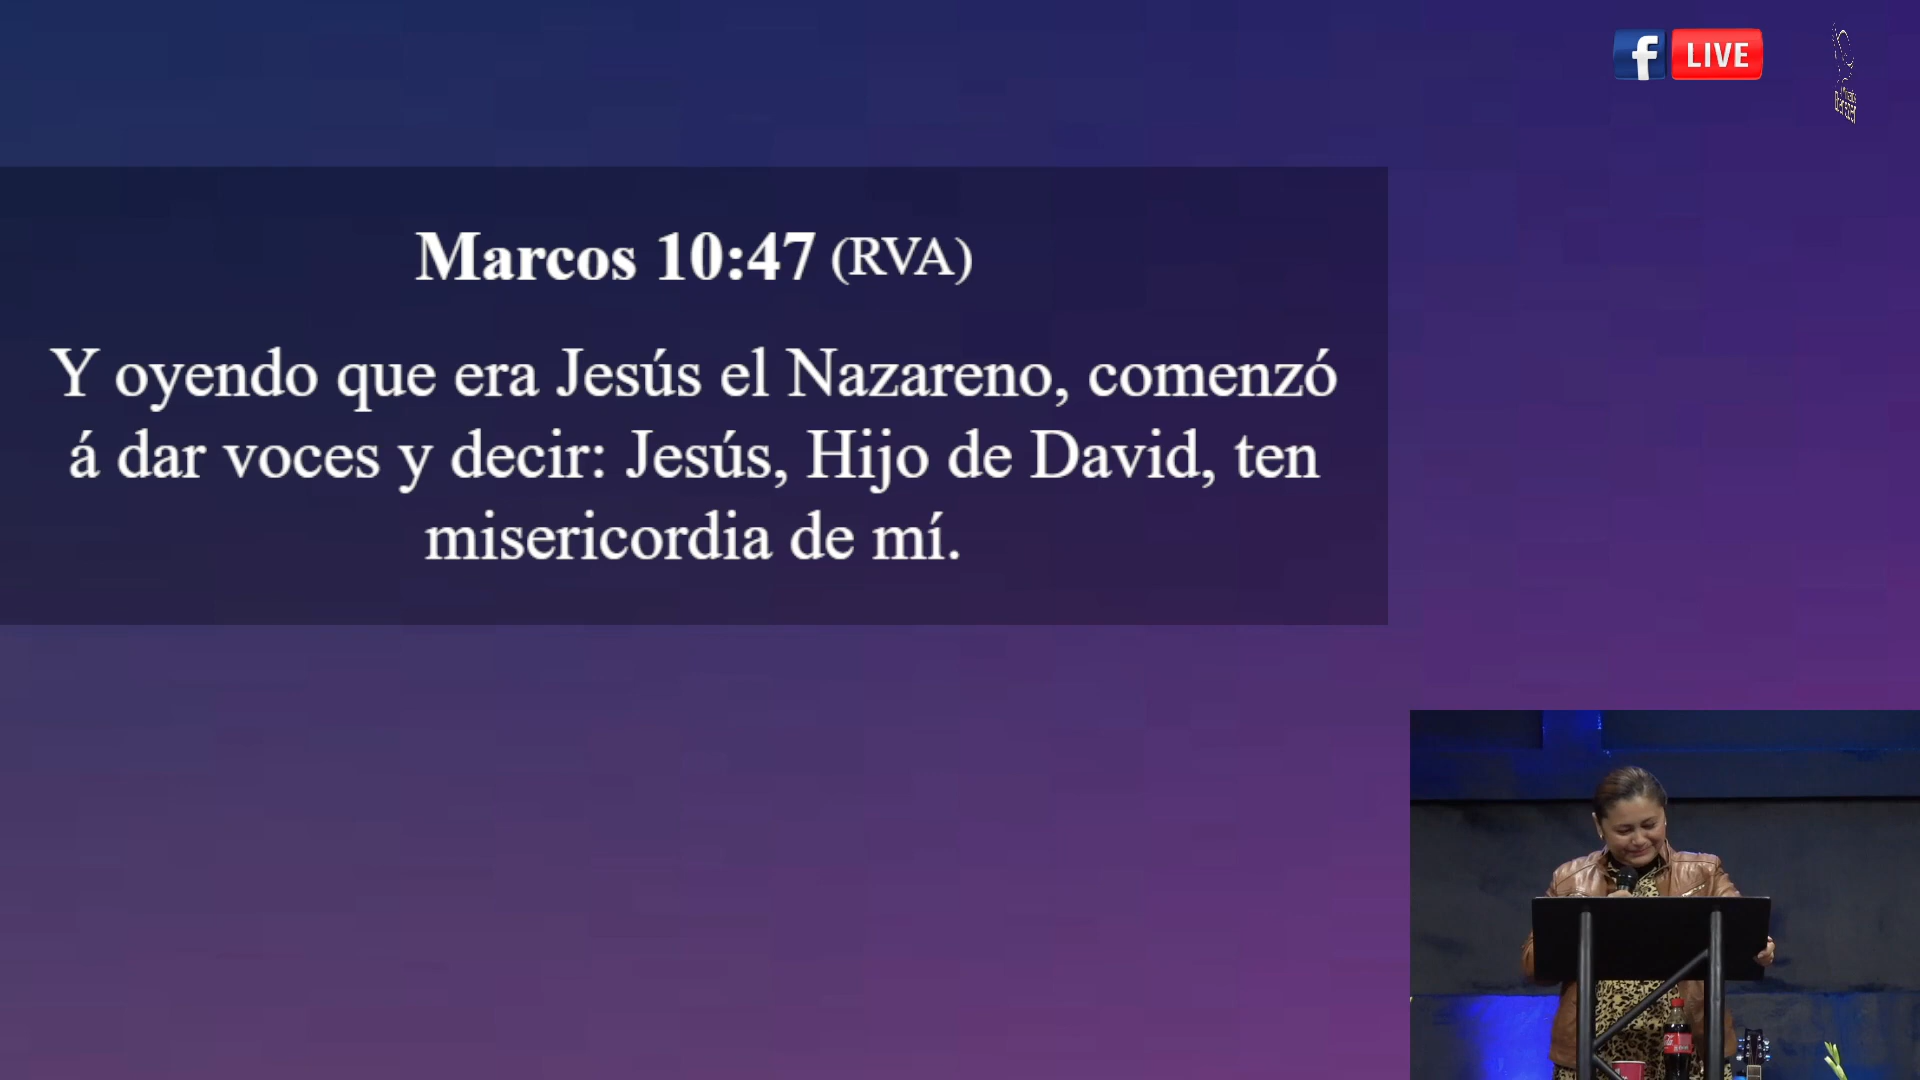 f LIVE
Marcos 10:47 (RVA)
Y oyendo que era Jesús el Nazareno, comenzó
á dar voces y decir: Jesús, Hijo de David, ten
misericordia de mí.